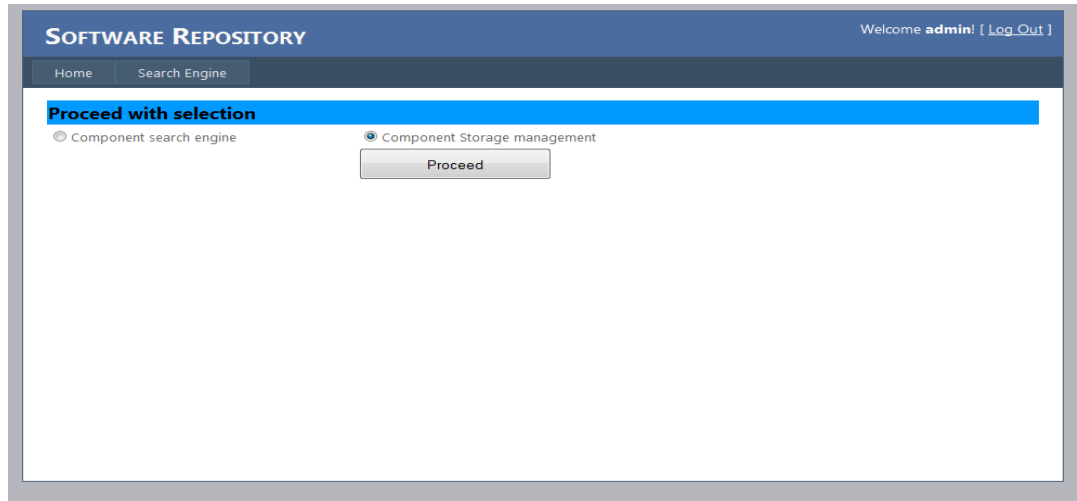 SOFTWARE REPOSITORY
Welcome admin! [ Log Out ]
Home Search Engine
Proceed with selection
Component search engine Component Storage management
Proceed